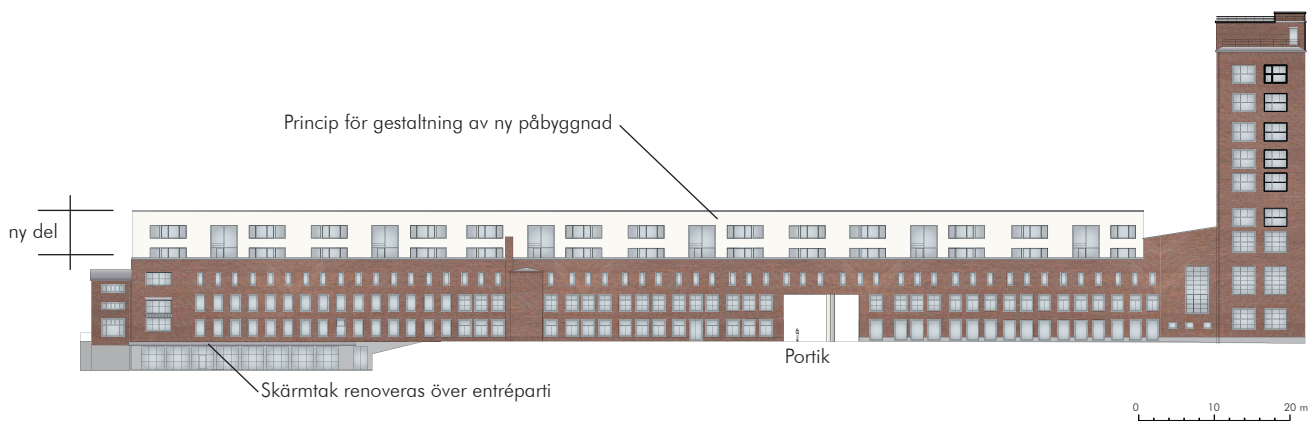 Princip för gestaltning av ny påbyggnad
ny del
Portik
Skärmtak renoveras över entréparti
0 10 20 m